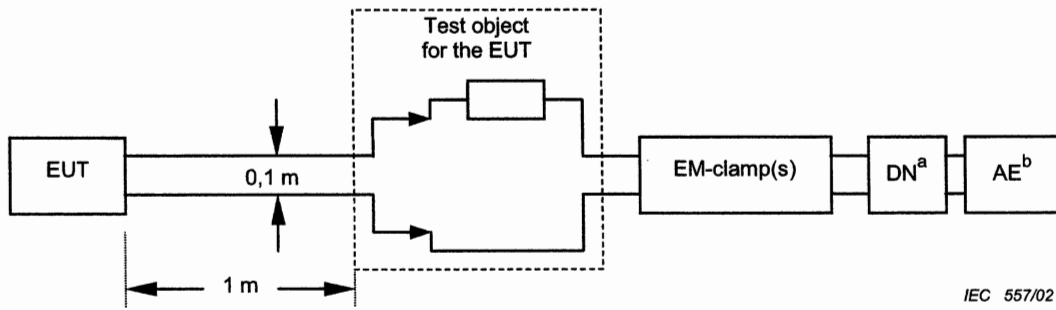 Test object
for the EUT
EUT
0,1 m
EM-clamp(s)
DNᵃ
AEᵇ
1 m
IEC 557/02